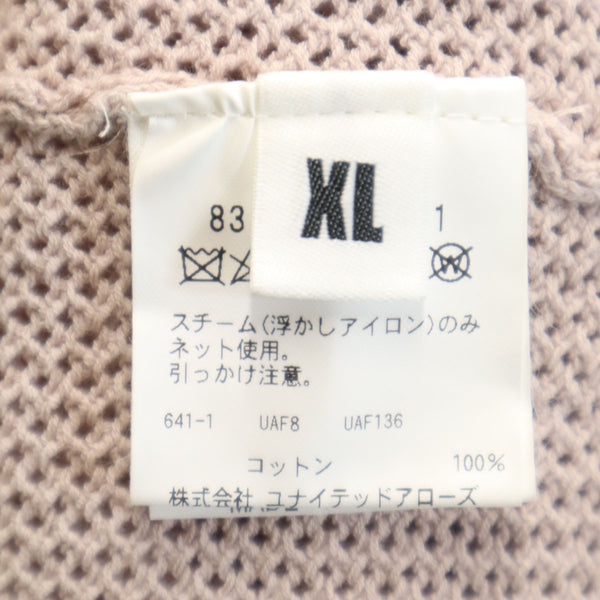 XL
83 1
W
スチーム(浮かしアイロン)のみ
ネット使用。
引っかけ注意。
641-1 UAF8 UAF136
コットン 100%
株式会社 ユナイテッドアローズ